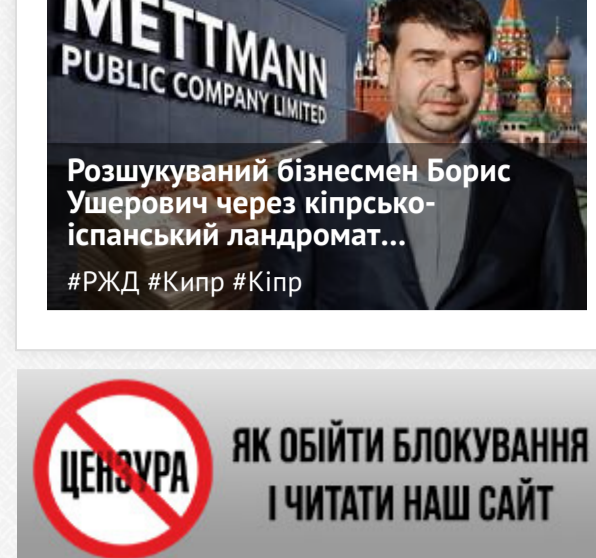 METTMANN
PUBLIC COMPANY LIMITED
Розшукуваний бізнесмен Борис
Ушерович через кіпрсько-
іспанський ландромат...
#РЖД #Кипр #Кіпр
ЦЕНЗУРА
ЯК ОБІЙТИ БЛОКУВАННЯ
І ЧИТАТИ НАШ САЙТ